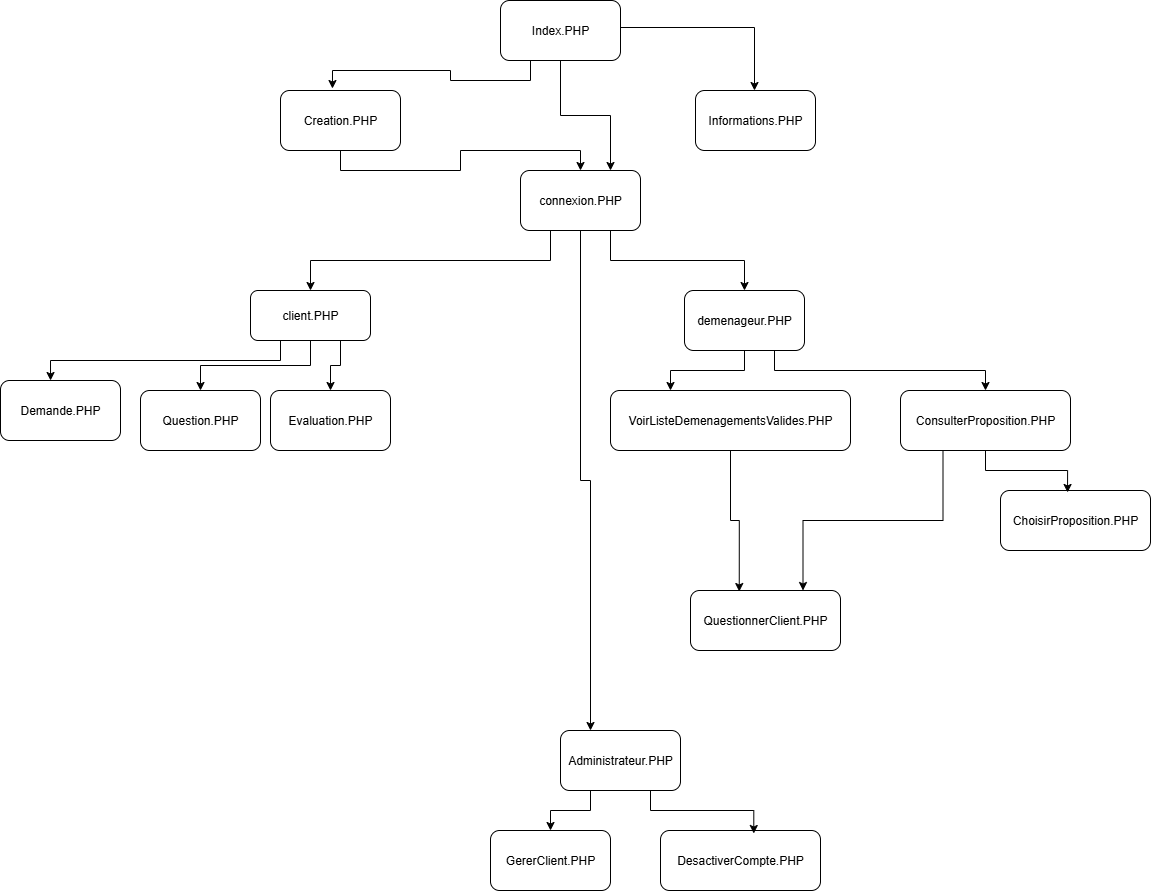 Index.PHP
Creation.PHP
Informations.PHP
connexion.PHP
client.PHP
demenageur.PHP
Demande.PHP
Question.PHP
Evaluation.PHP
VoirListeDemenagementsValides.PHP
ConsulterProposition.PHP
ChoisirProposition.PHP
QuestionnerClient.PHP
Administrateur.PHP
GererClient.PHP
DesactiverCompte.PHP